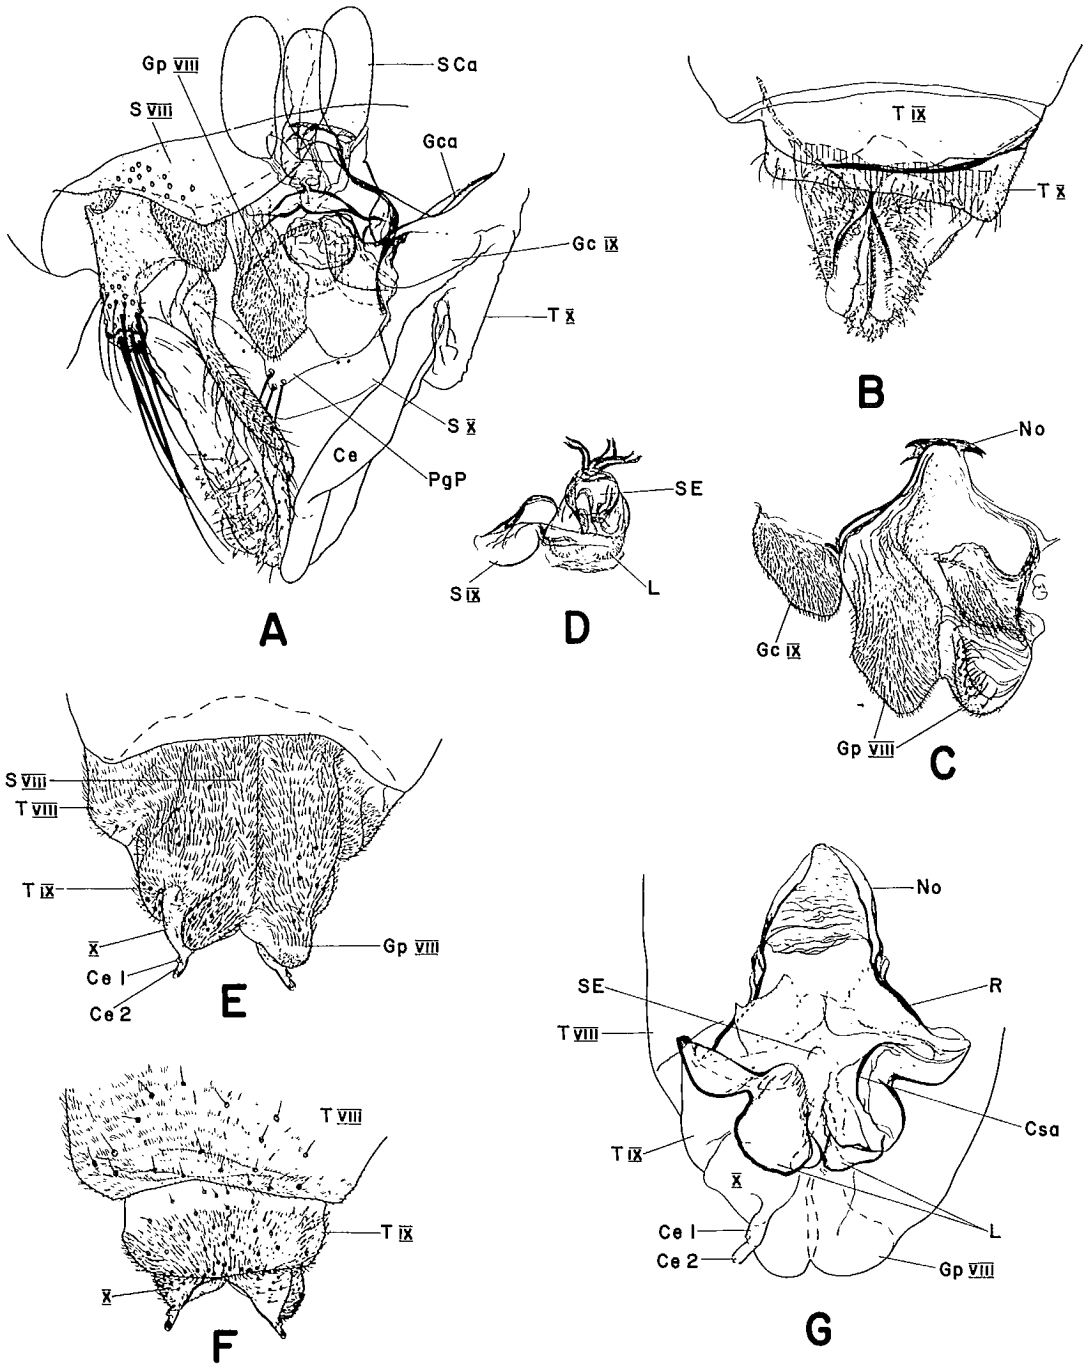 Gp VIII
S VIII
SCa
Gca
Gc IX
T X
S X
PgP
Ce
A
T IX
T X
B
SE
S IX
L
D
No
Gc IX
Gp VIII
C
S VIII
T VIII
T IX
X
Ce 1
Ce 2
Gp VIII
E
T VIII
T IX
X
F
No
SE
R
T VIII
Csa
T IX
X
Ce 1
Ce 2
L
Gp VIII
G